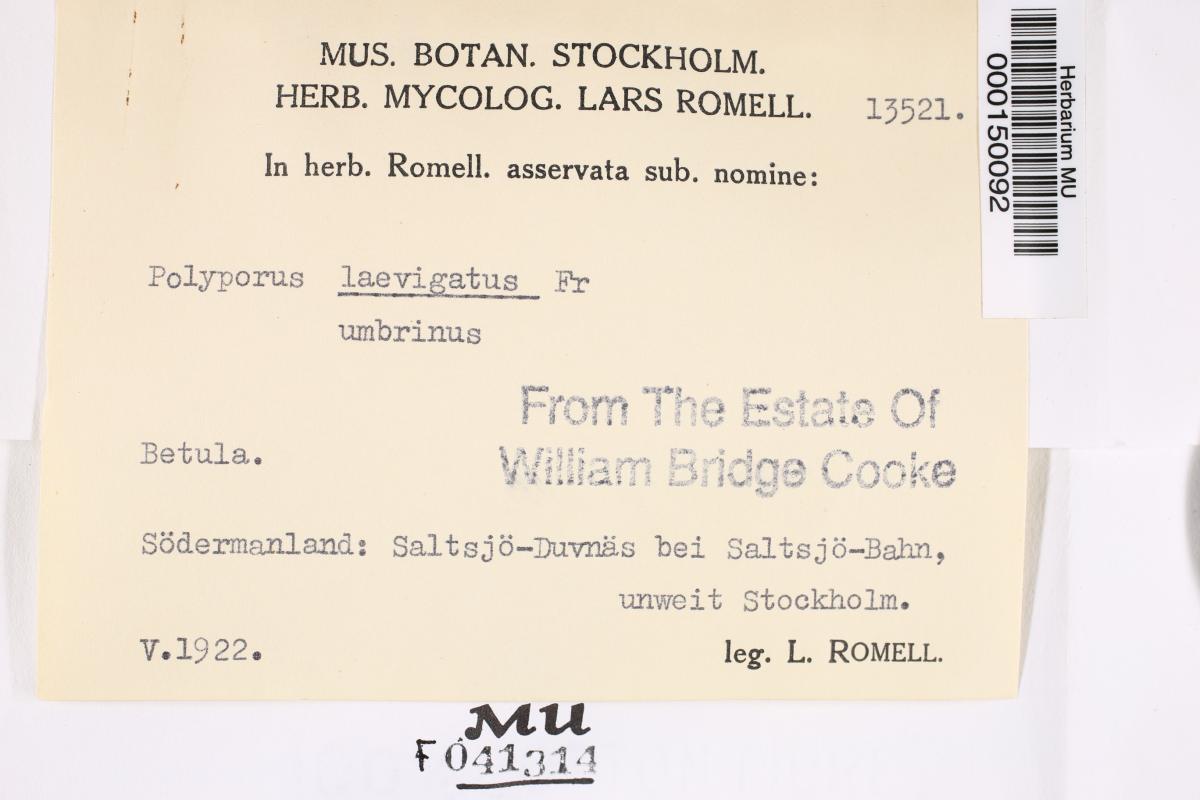 MUS. BOTAN. STOCKHOLM.
HERB. MYCOLOG. LARS ROMELL. 13521.
In herb. Romell. asservata sub. nomine:
Polyporus laevigatus Fr
umbrinus
From The Estate Of
William Bridge Cooke
Betula.
Södermanland: Saltsjö-Duvnäs bei Saltsjö-Bahn,
unweit Stockholm.
V.1922. leg. L. ROMELL.
MU
F 041314
Herbarium MU
000150092